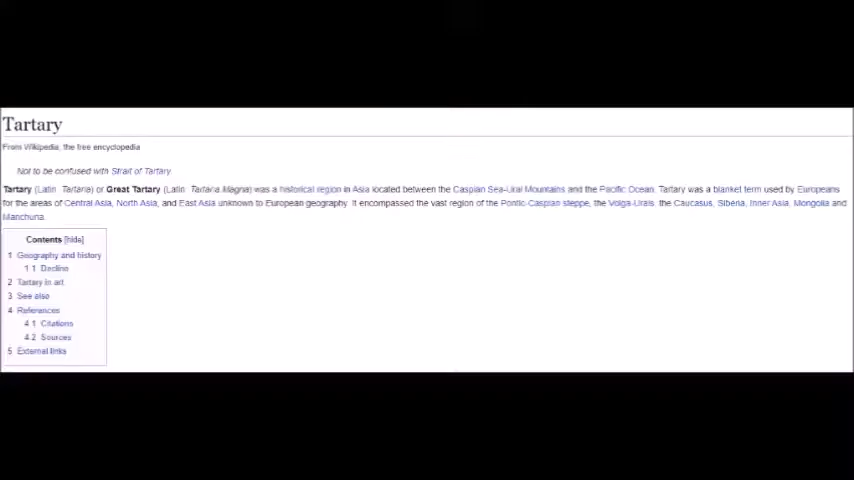 Tartary
From Wikipedia, the free encyclopedia
Not to be confused with Strait of Tartary.
Tartary (Latin: Tartaria) or Great Tartary (Latin: Tartaria Magna) was a historical region in Asia located between the Caspian Sea-Ural Mountains and the Pacific Ocean. Tartary was a blanket term used by Europeans
for the areas of Central Asia, North Asia, and East Asia unknown to European geography. It encompassed the vast region of the Pontic-Caspian steppe, the Volga-Urals, the Caucasus, Siberia, Inner Asia, Mongolia and
Manchuria.
Contents [hide]
1 Geography and history
1.1 Decline
2 Tartary in art
3 See also
4 References
4.1 Citations
4.2 Sources
5 External links